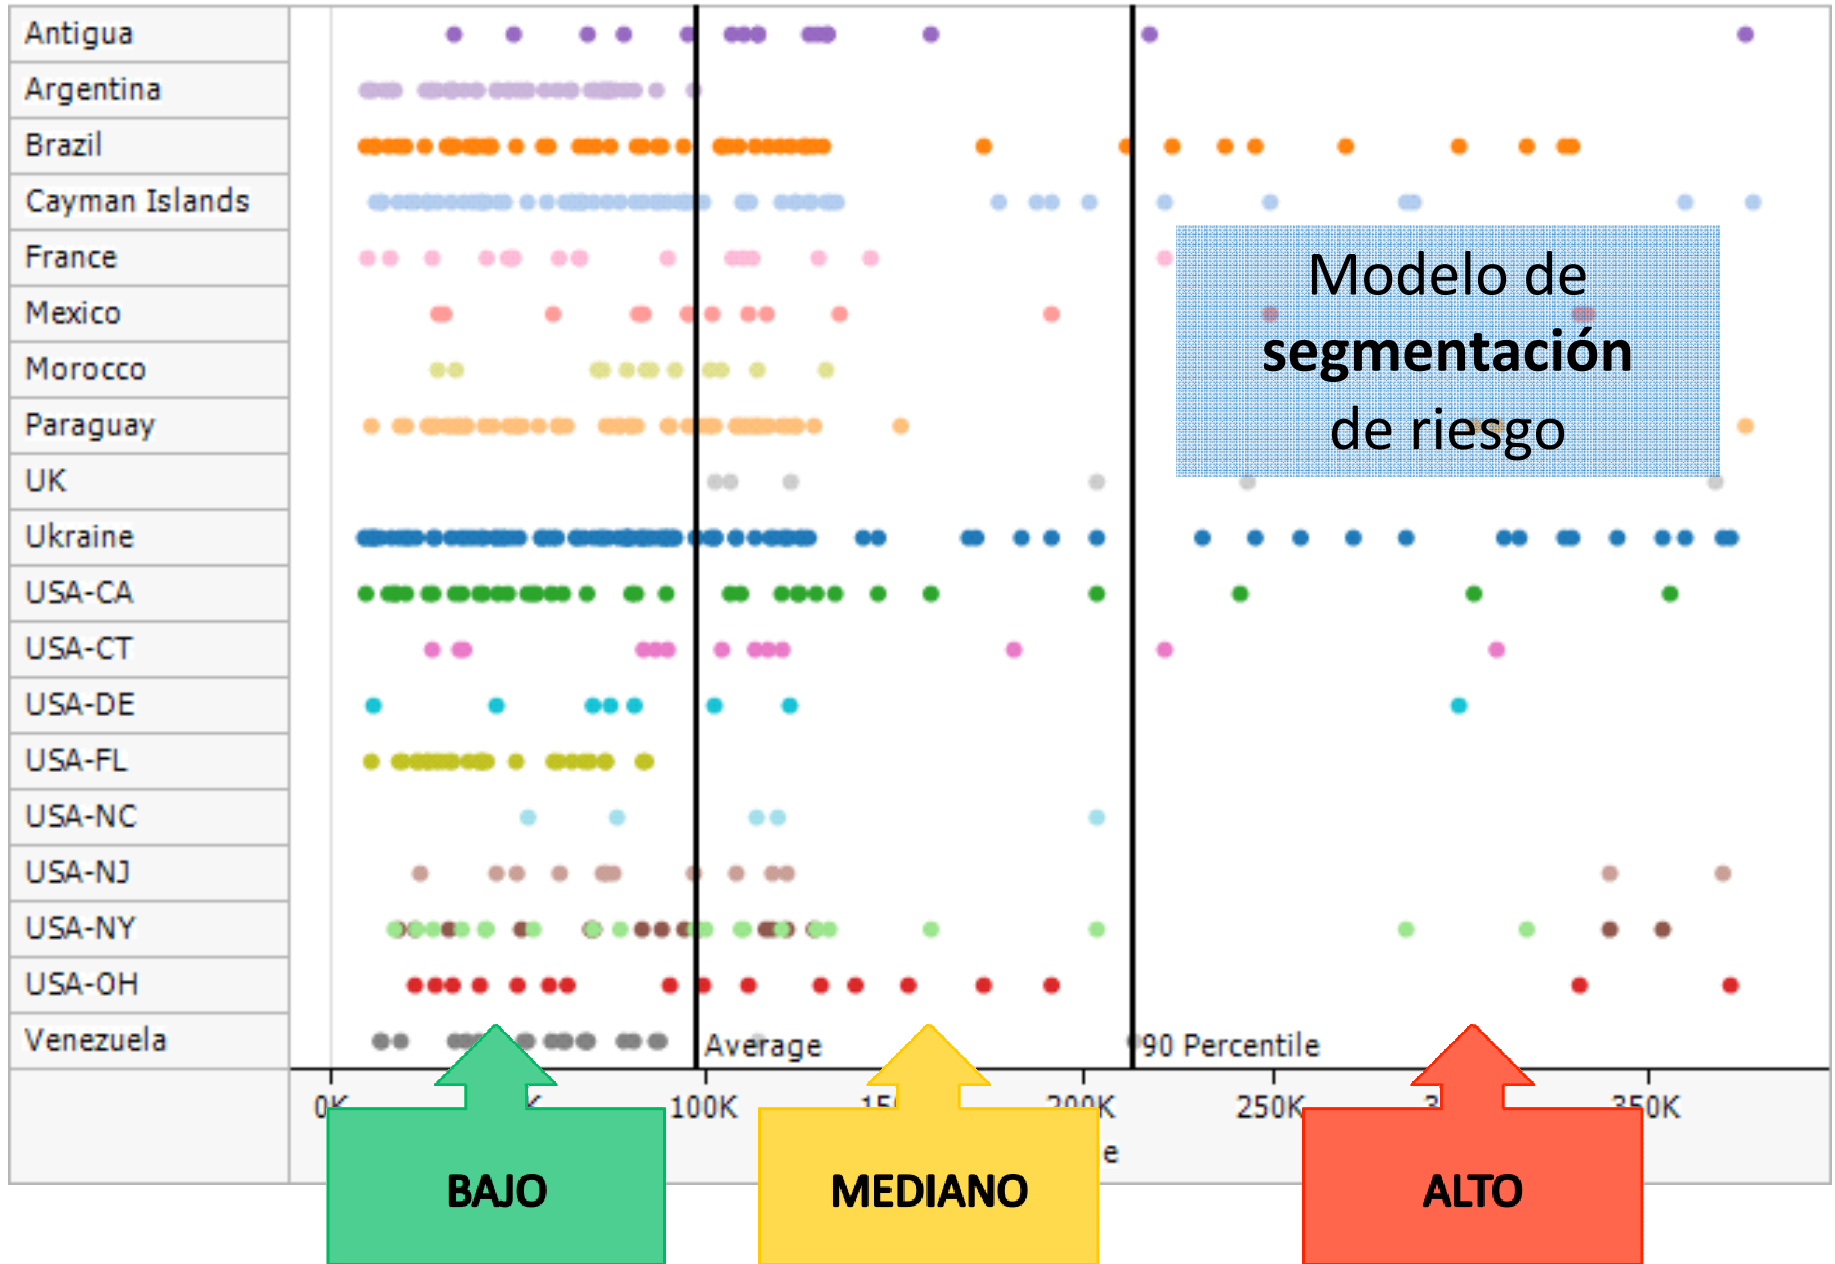 Antigua
Argentina
Brazil
Cayman Islands
France
Mexico
Morocco
Paraguay
UK
Ukraine
USA-CA
USA-CT
USA-DE
USA-FL
USA-NC
USA-NJ
USA-NY
USA-OH
Venezuela
Modelo de
segmentación
de riesgo
Average
90 Percentile
0K 100K 200K 250K 350K
BAJO
MEDIANO
ALTO